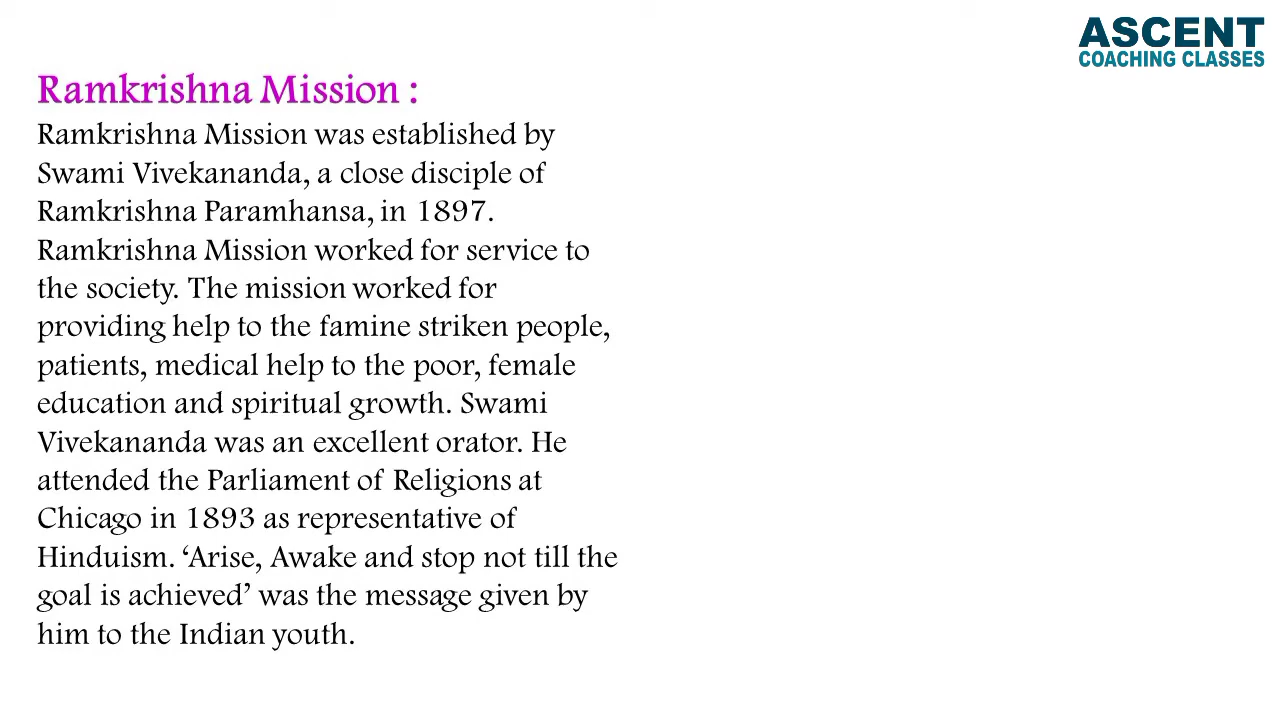 ASCENT
COACHING CLASSES
Ramkrishna Mission :
Ramkrishna Mission was established by
Swami Vivekananda, a close disciple of
Ramkrishna Paramhansa, in 1897.
Ramkrishna Mission worked for service to
the society. The mission worked for
providing help to the famine striken people,
patients, medical help to the poor, female
education and spiritual growth. Swami
Vivekananda was an excellent orator. He
attended the Parliament of Religions at
Chicago in 1893 as representative of
Hinduism. ‘Arise, Awake and stop not till the
goal is achieved’ was the message given by
him to the Indian youth.